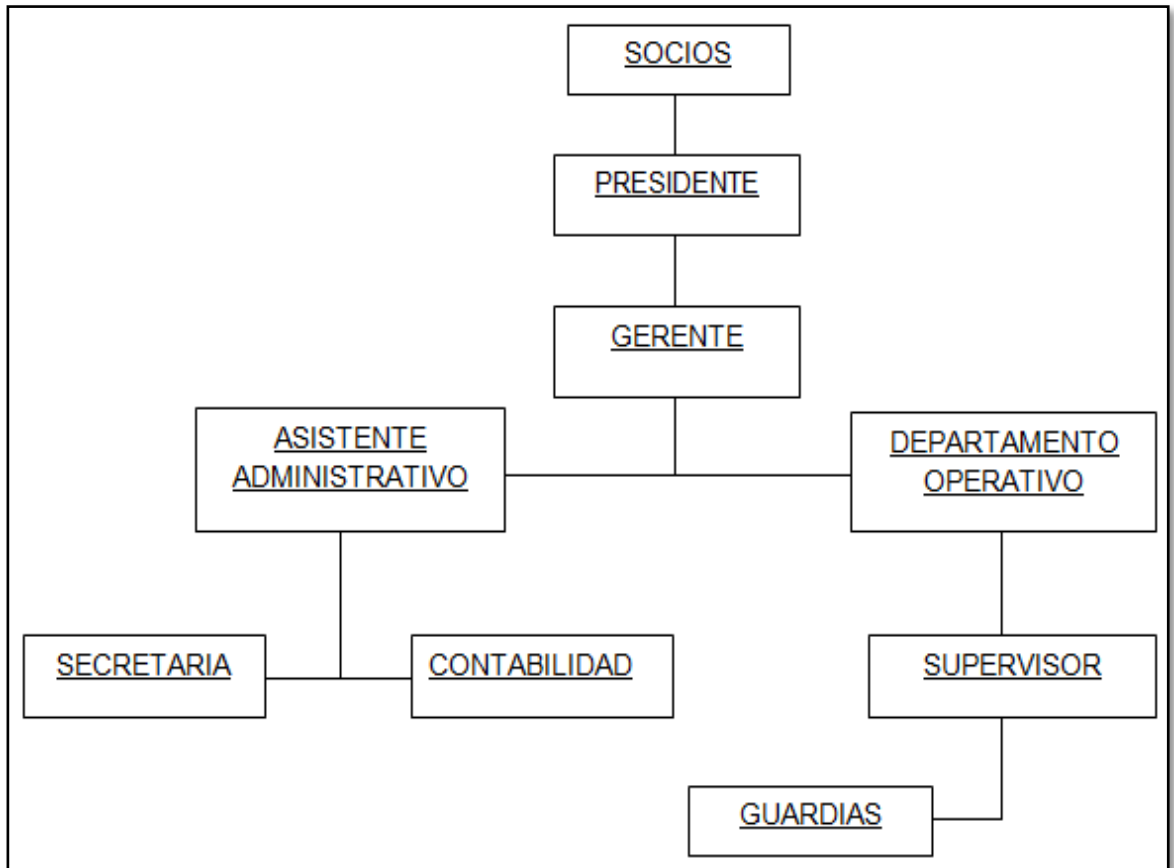 SOCIOS
PRESIDENTE
GERENTE
ASISTENTE
ADMINISTRATIVO
DEPARTAMENTO
OPERATIVO
SECRETARIA
CONTABILIDAD
SUPERVISOR
GUARDIAS